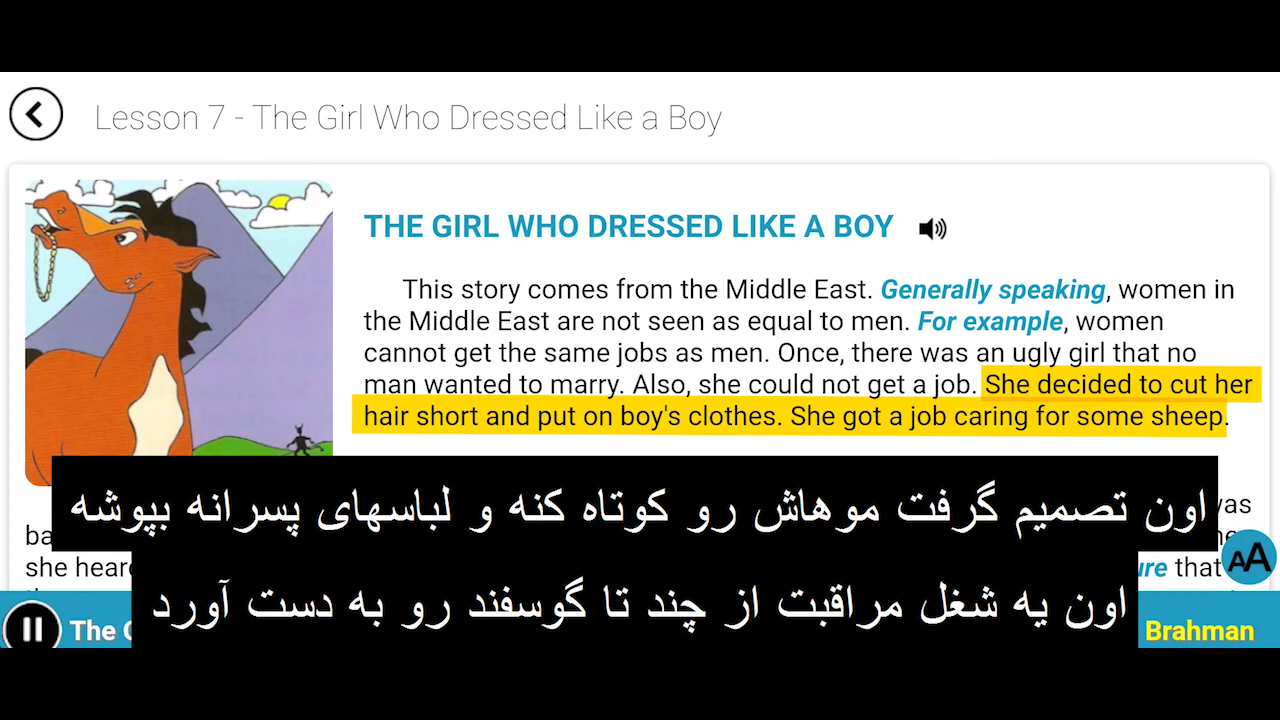 Lesson 7 - The Girl Who Dressed Like a Boy
THE GIRL WHO DRESSED LIKE A BOY
This story comes from the Middle East. Generally speaking, women in
the Middle East are not seen as equal to men. For example, women
cannot get the same jobs as men. Once, there was an ugly girl that no
man wanted to marry. Also, she could not get a job. She decided to cut her
hair short and put on boy's clothes. She got a job caring for some sheep.
اون تصمیم گرفت موهاش رو کوتاه کنه و لباسهای پسرانه بپوشه
she
that
AA
اون یه شغل مراقبت از چند تا گوسفند رو به دست آورد
The
Brahman